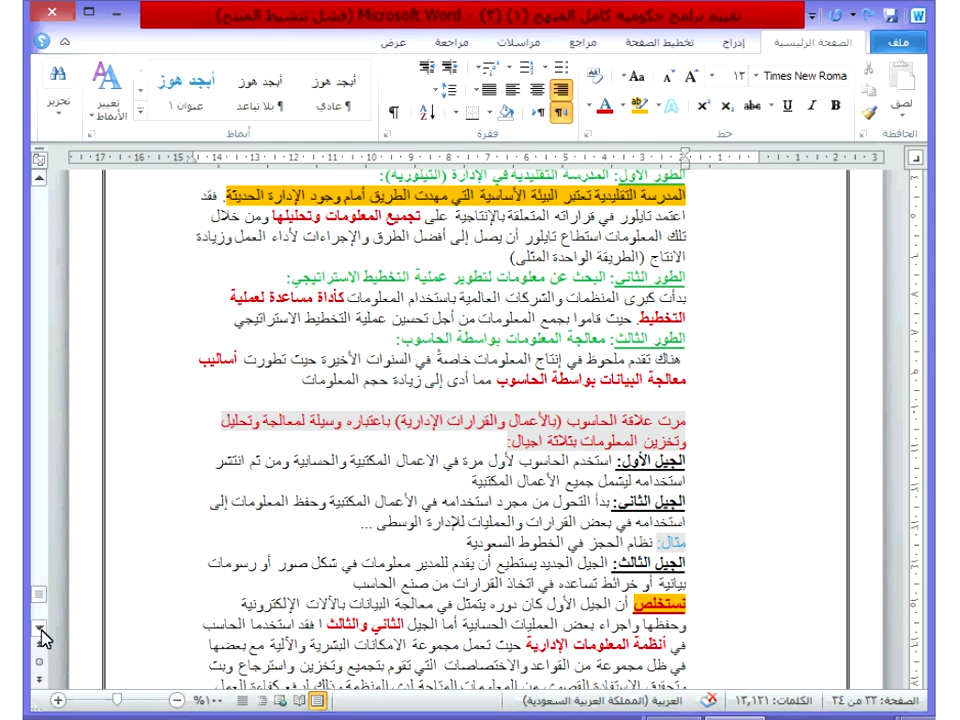 تقييم برامج حكومية كامل المنهج (١) (٢) - Microsoft Word (فشل تنشيط المنتج)
ملف الصفحة الرئيسية إدراج تخطيط الصفحة مراجع مراسلات مراجعة عرض
Times New Roma ١٣
لصق
أبجد هوز أبجد هوز أبجد هوز
¶ عادي ¶ بلا تباعد عنوان ١
تغيير الأنماط
تحرير
الحافظة خط فقرة أنماط
الطور الأول: المدرسة التقليدية في الإدارة (التيلورية):
المدرسة التقليدية تعتبر البيئة الأساسية التي مهدت الطريق أمام وجود الإدارة الحديثة. فقد
اعتمد تايلور في قراراته المتعلقة بالإنتاجية على تجميع المعلومات وتحليلها ومن خلال
تلك المعلومات استطاع تايلور أن يصل إلى أفضل الطرق والإجراءات لأداء العمل وزيادة
الانتاج (الطريقة الواحدة المثلى)
الطور الثاني: البحث عن معلومات لتطوير عملية التخطيط الاستراتيجي:
بدأت كبرى المنظمات والشركات العالمية باستخدام المعلومات كأداة مساعدة لعملية
التخطيط. حيث قاموا بجمع المعلومات من أجل تحسين عملية التخطيط الاستراتيجي
الطور الثالث: معالجة المعلومات بواسطة الحاسوب:
هناك تقدم ملحوظ في إنتاج المعلومات خاصةً في السنوات الأخيرة حيث تطورت أساليب
معالجة البيانات بواسطة الحاسوب مما أدى إلى زيادة حجم المعلومات
مرت علاقة الحاسوب (بالأعمال والقرارات الإدارية) باعتباره وسيلة لمعالجة وتحليل
وتخزين المعلومات بثلاثة اجيال:
الجيل الأول: استخدم الحاسوب لأول مرة في الاعمال المكتبية والحسابية ومن ثم انتشر
استخدامه ليشمل جميع الأعمال المكتبية
الجيل الثاني: بدأ التحول من مجرد استخدامه في الأعمال المكتبية وحفظ المعلومات إلى
استخدامه في بعض القرارات والعمليات للإدارة الوسطى ...
مثال: نظام الحجز في الخطوط السعودية
الجيل الثالث: الجيل الجديد يستطيع أن يقدم للمدير معلومات في شكل صور أو رسومات
بيانية أو خرائط تساعده في اتخاذ القرارات من صنع الحاسب
نستخلص أن الجيل الأول كان دوره يتمثل في معالجة البيانات بالآلات الإلكترونية
وحفظها واجراء بعض العمليات الحسابية أما الجيل الثاني والثالث ا فقد استخدما الحاسب
في أنظمة المعلومات الإدارية حيث تعمل مجموعة الامكانات البشرية والآلية مع بعضها
في ظل مجموعة من القواعد والاختصاصات التي تقوم بتجميع وتخزين واسترجاع وبث
وتحقيق الاستفادة القصوى من المعلومات المتاحة لدى المنظمة وذلك لرفع كفاءة العمل
الصفحة: ٣٣ من ٣٤ الكلمات: ١٣,١٢١ العربية (المملكة العربية السعودية) ١٠٠%